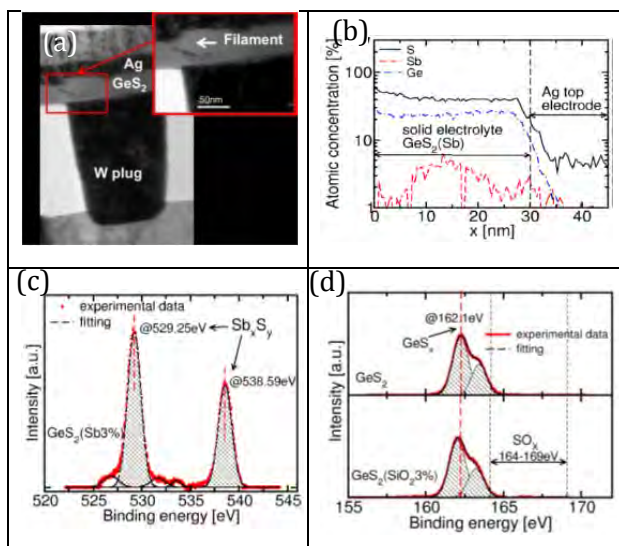 (a)
Ag
GeS2
Filament
50nm
W plug
(b)
Atomic concentration [%]
100
10
S
Sb
Ge
Ag top
electrode
solid electrolyte
GeS2(Sb)
0 10 20 30 40
x [nm]
(c)
experimental data
fitting
@529.25eV
SbxSy
@538.59eV
GeS2(Sb3%)
Intensity [a.u.]
520 525 530 535 540 545
Binding energy [eV]
(d)
@162.1eV
GeSx
experimental data
fitting
GeS2
SOx
164-169eV
GeS2(SiO2 3%)
Intensity [a.u.]
155 160 165 170
Binding energy [eV]